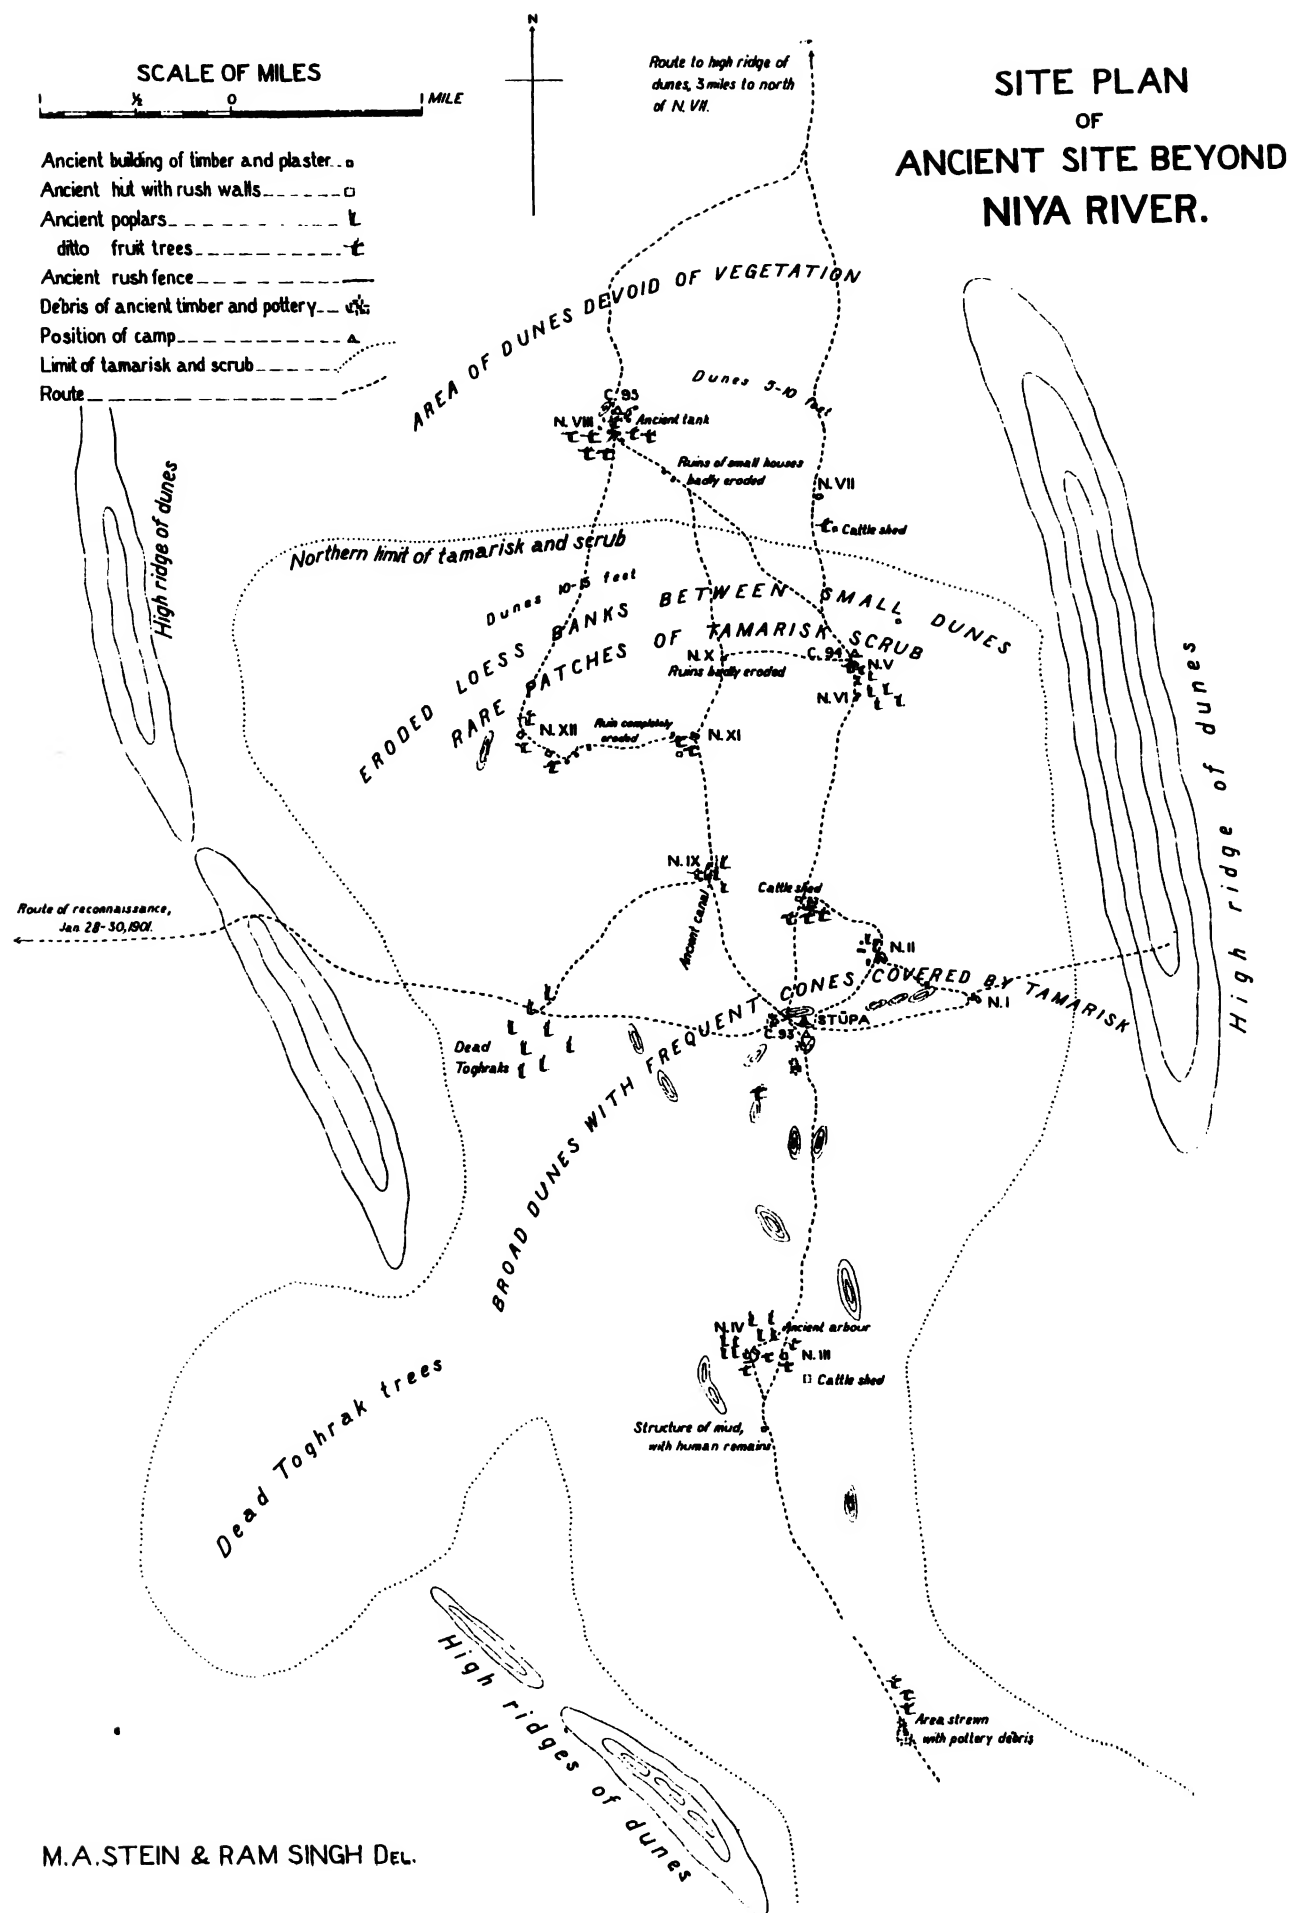 SITE PLAN
OF
ANCIENT SITE BEYOND
NIYA RIVER.
SCALE OF MILES
1 ½ 0 1 MILE
Ancient building of timber and plaster
Ancient hut with rush walls
Ancient poplars
ditto fruit trees
Ancient rush fence
Débris of ancient timber and pottery
Position of camp
Limit of tamarisk and scrub
Route
N
Route to high ridge of
dunes, 3 miles to north
of N. VII.
AREA OF DUNES DEVOID OF VEGETATION
Dunes 5-10 feet
C. 95
N. VIII
Ancient tank
Ruins of small houses
badly eroded
N. VII
Cattle shed
High ridge of dunes
Northern limit of tamarisk and scrub
Dunes 10-15 feet
ERODED LOESS BANKS BETWEEN SMALL DUNES
RARE PATCHES OF TAMARISK SCRUB
N. X
Ruins badly eroded
C. 94
N. V
N. VI
N. XII
Ruin completely
eroded
N. XI
High ridge of dunes
N. IX
Ancient canal
Cattle shed
N. II
Route of reconnaissance,
Jan. 28-30, 1901.
N. I
STŪPA
C. 93
Dead
Toghraks
BROAD DUNES WITH FREQUENT CONES COVERED BY TAMARISK
N. IV
Ancient arbour
N. III
Cattle shed
Structure of mud,
with human remains
Dead Toghrak trees
High ridges of dunes
Area strewn
with pottery débris
M.A. STEIN & RAM SINGH DEL.